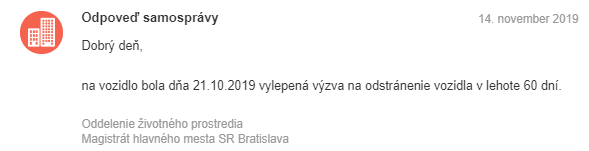 Odpoveď samosprávy
14. november 2019
Dobrý deň,
na vozidlo bola dňa 21.10.2019 vylepená výzva na odstránenie vozidla v lehote 60 dní.
Oddelenie životného prostredia
Magistrát hlavného mesta SR Bratislava